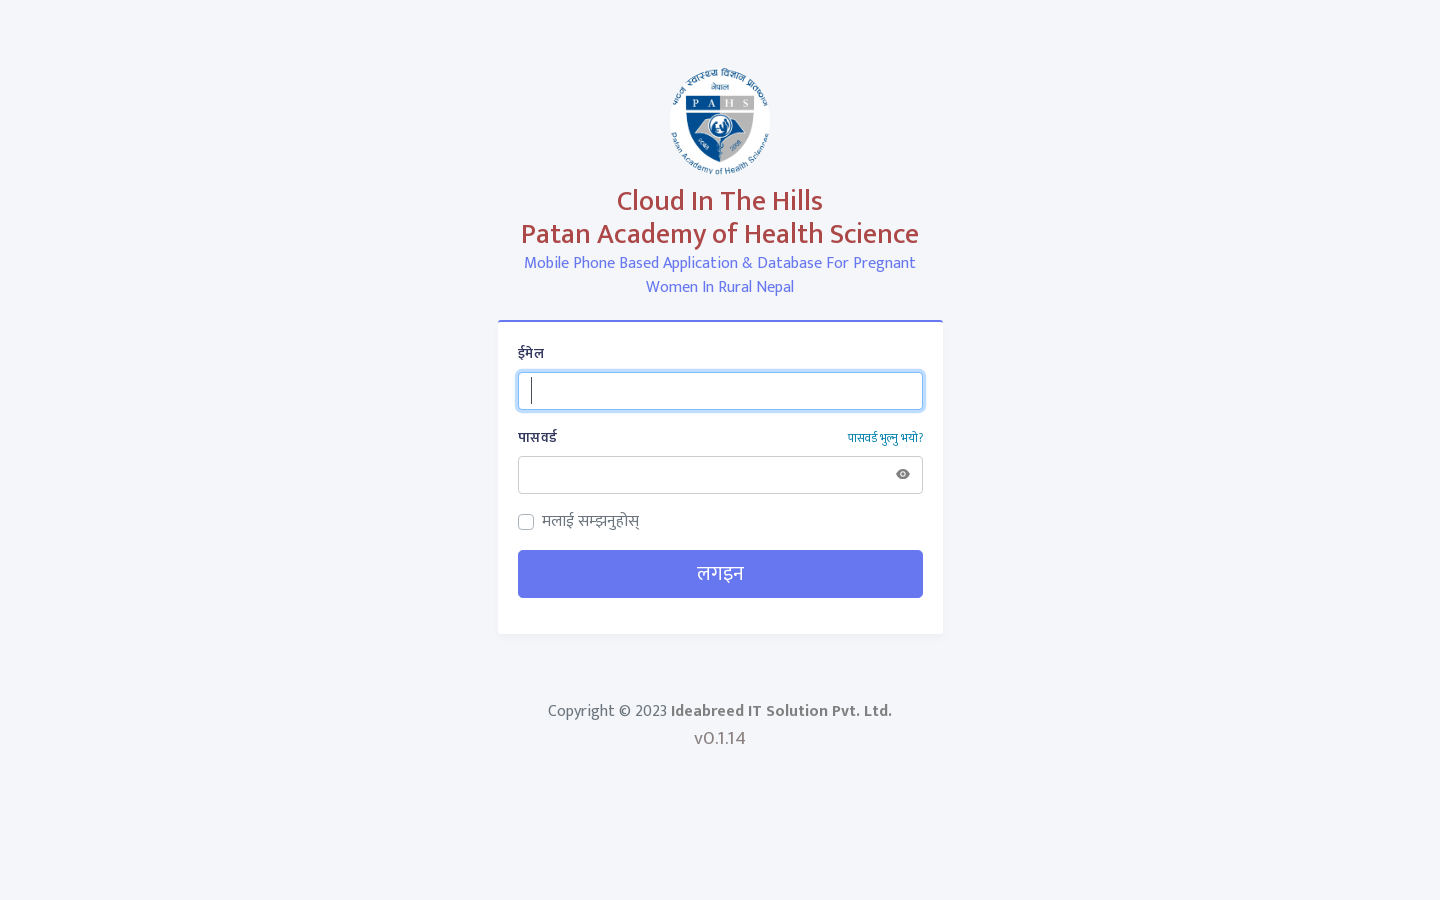 पाटन स्वास्थ्य विज्ञान प्रतिष्ठान
नेपाल
PAHS
Patan Academy of Health Sciences
Cloud In The Hills
Patan Academy of Health Science
Mobile Phone Based Application & Database For Pregnant
Women In Rural Nepal
ईमेल
पासवर्ड
पासवर्ड भुल्नु भयो?
मलाई सम्झनुहोस्
लगइन
Copyright © 2023 Ideabreed IT Solution Pvt. Ltd.
v0.1.14